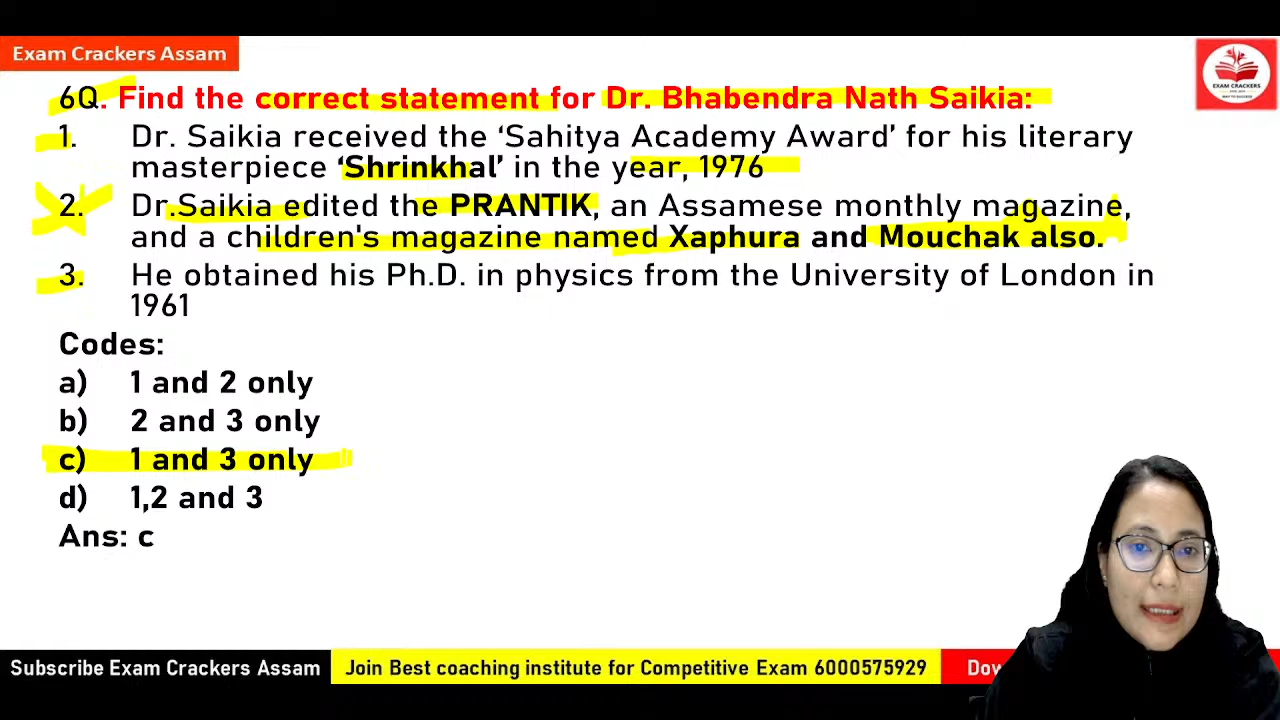 Exam Crackers Assam
EXAM CRACKERS
WAY TO SUCCESS
6Q. Find the correct statement for Dr. Bhabendra Nath Saikia:
1. Dr. Saikia received the ‘Sahitya Academy Award’ for his literary
masterpiece ‘Shrinkhal’ in the year, 1976
2. Dr.Saikia edited the PRANTIK, an Assamese monthly magazine,
and a children's magazine named Xaphura and Mouchak also.
3. He obtained his Ph.D. in physics from the University of London in
1961
Codes:
a) 1 and 2 only
b) 2 and 3 only
c) 1 and 3 only
d) 1,2 and 3
Ans: c
Subscribe Exam Crackers Assam Join Best coaching institute for Competitive Exam 6000575929